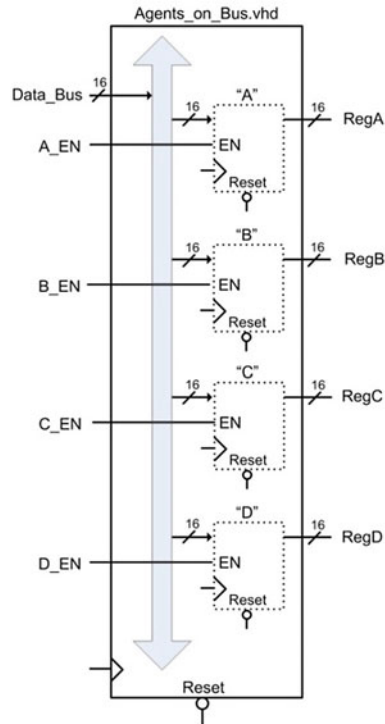 Agents_on_Bus.vhd
Data_Bus
16
16
"A"
16
RegA
A_EN
EN
Reset
16
"B"
16
RegB
B_EN
EN
Reset
16
"C"
16
RegC
C_EN
EN
Reset
16
"D"
16
RegD
D_EN
EN
Reset
Reset